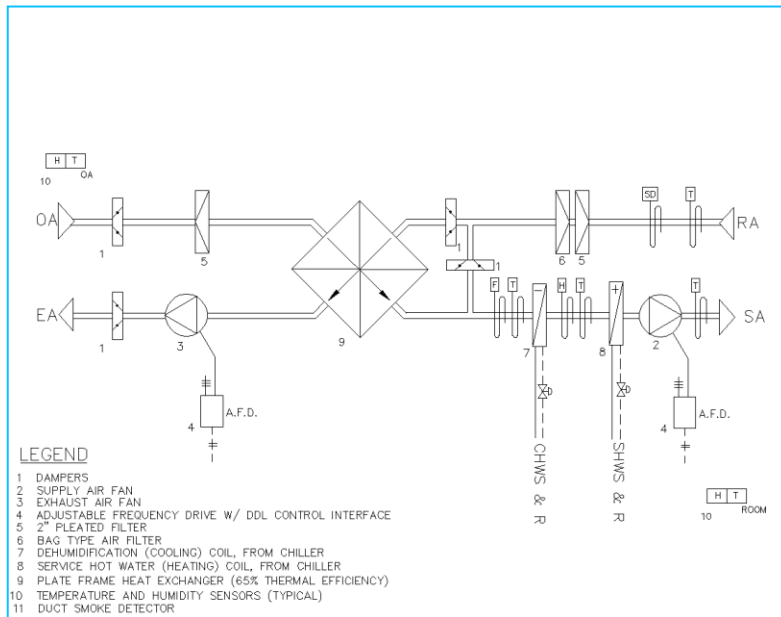 H T
10 OA
OA
1
5
1
6 5
SD
T
RA
1
F T
H T
T
EA
1
3
9
7
8
2
SA
−
+
4
A.F.D.
4
A.F.D.
CHWS & R
SHWS & R
H T
10 ROOM
LEGEND
1 DAMPERS
2 SUPPLY AIR FAN
3 EXHAUST AIR FAN
4 ADJUSTABLE FREQUENCY DRIVE W/ DDL CONTROL INTERFACE
5 2" PLEATED FILTER
6 BAG TYPE AIR FILTER
7 DEHUMIDIFICATION (COOLING) COIL, FROM CHILLER
8 SERVICE HOT WATER (HEATING) COIL, FROM CHILLER
9 PLATE FRAME HEAT EXCHANGER (65% THERMAL EFFICIENCY)
10 TEMPERATURE AND HUMIDITY SENSORS (TYPICAL)
11 DUCT SMOKE DETECTOR